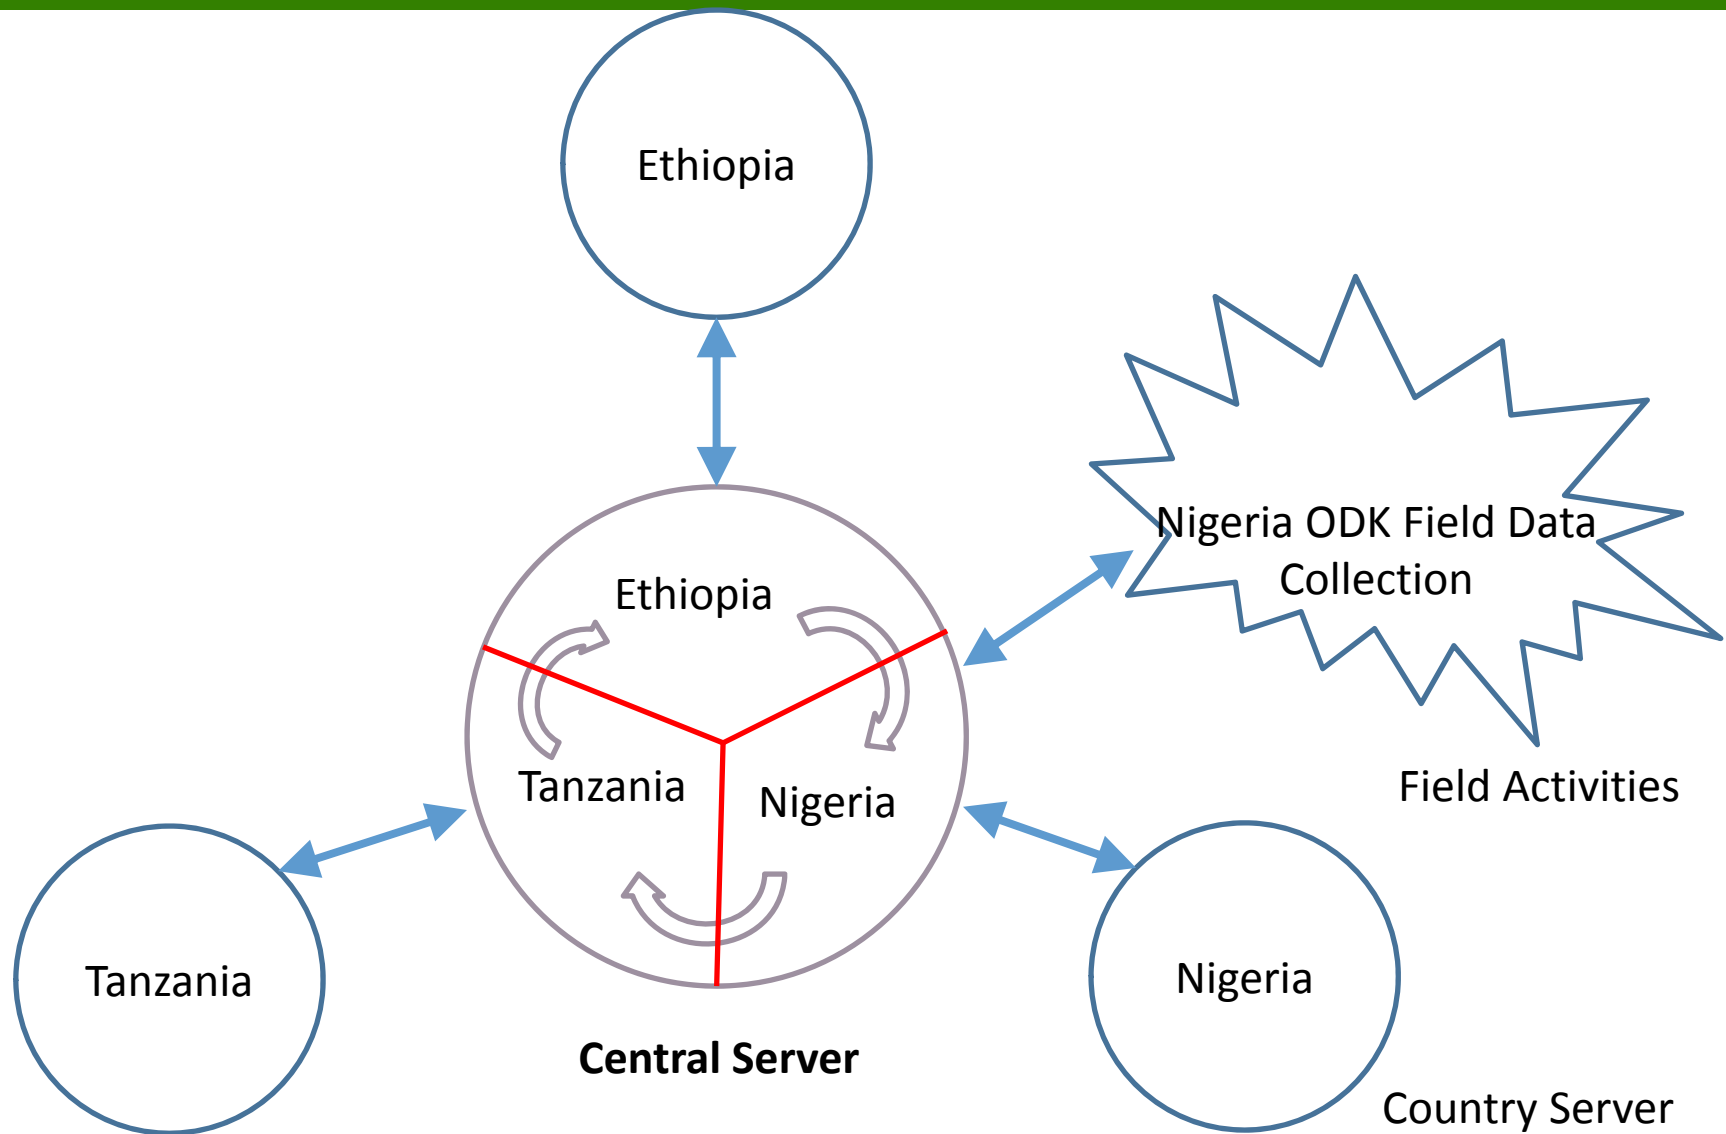 Ethiopia
Nigeria ODK Field Data
Collection
Ethiopia
Tanzania
Nigeria
Field Activities
Tanzania
Nigeria
Central Server
Country Server